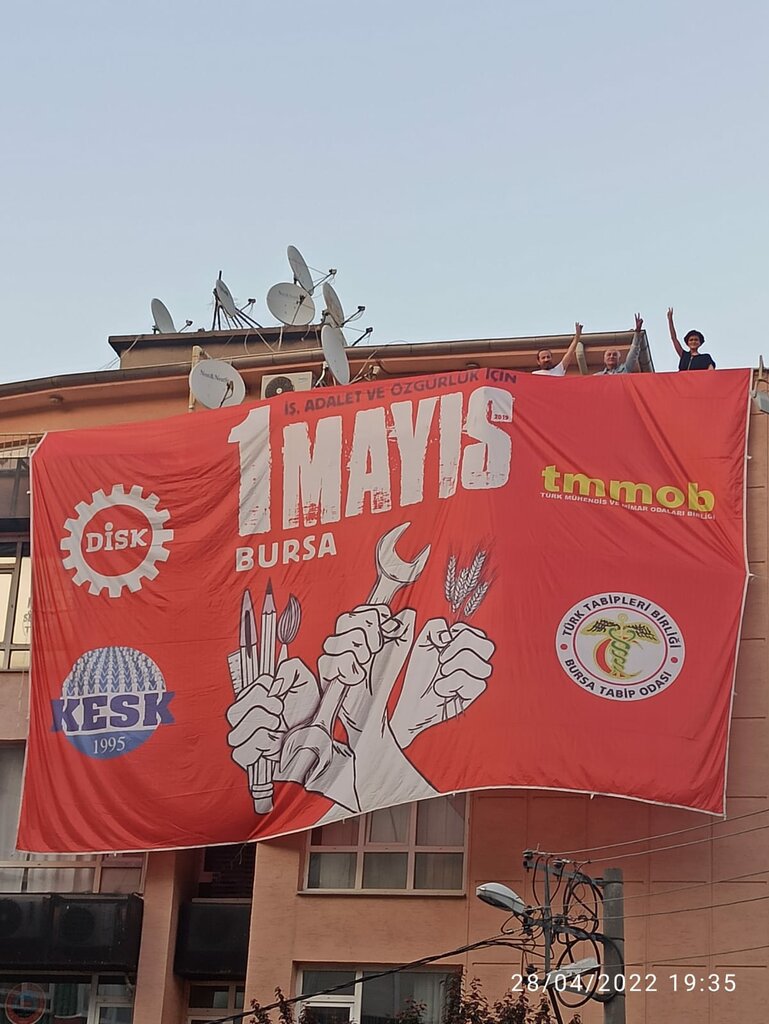 İŞ, ADALET VE ÖZGÜRLÜK İÇİN
1 MAYIS
2019
BURSA
DİSK
tmmob
TÜRK MÜHENDİS VE MİMAR ODALARI BİRLİĞİ
KESK
1995
TÜRK TABİPLERİ BİRLİĞİ
BURSA TABİP ODASI
28/04/2022 19:35